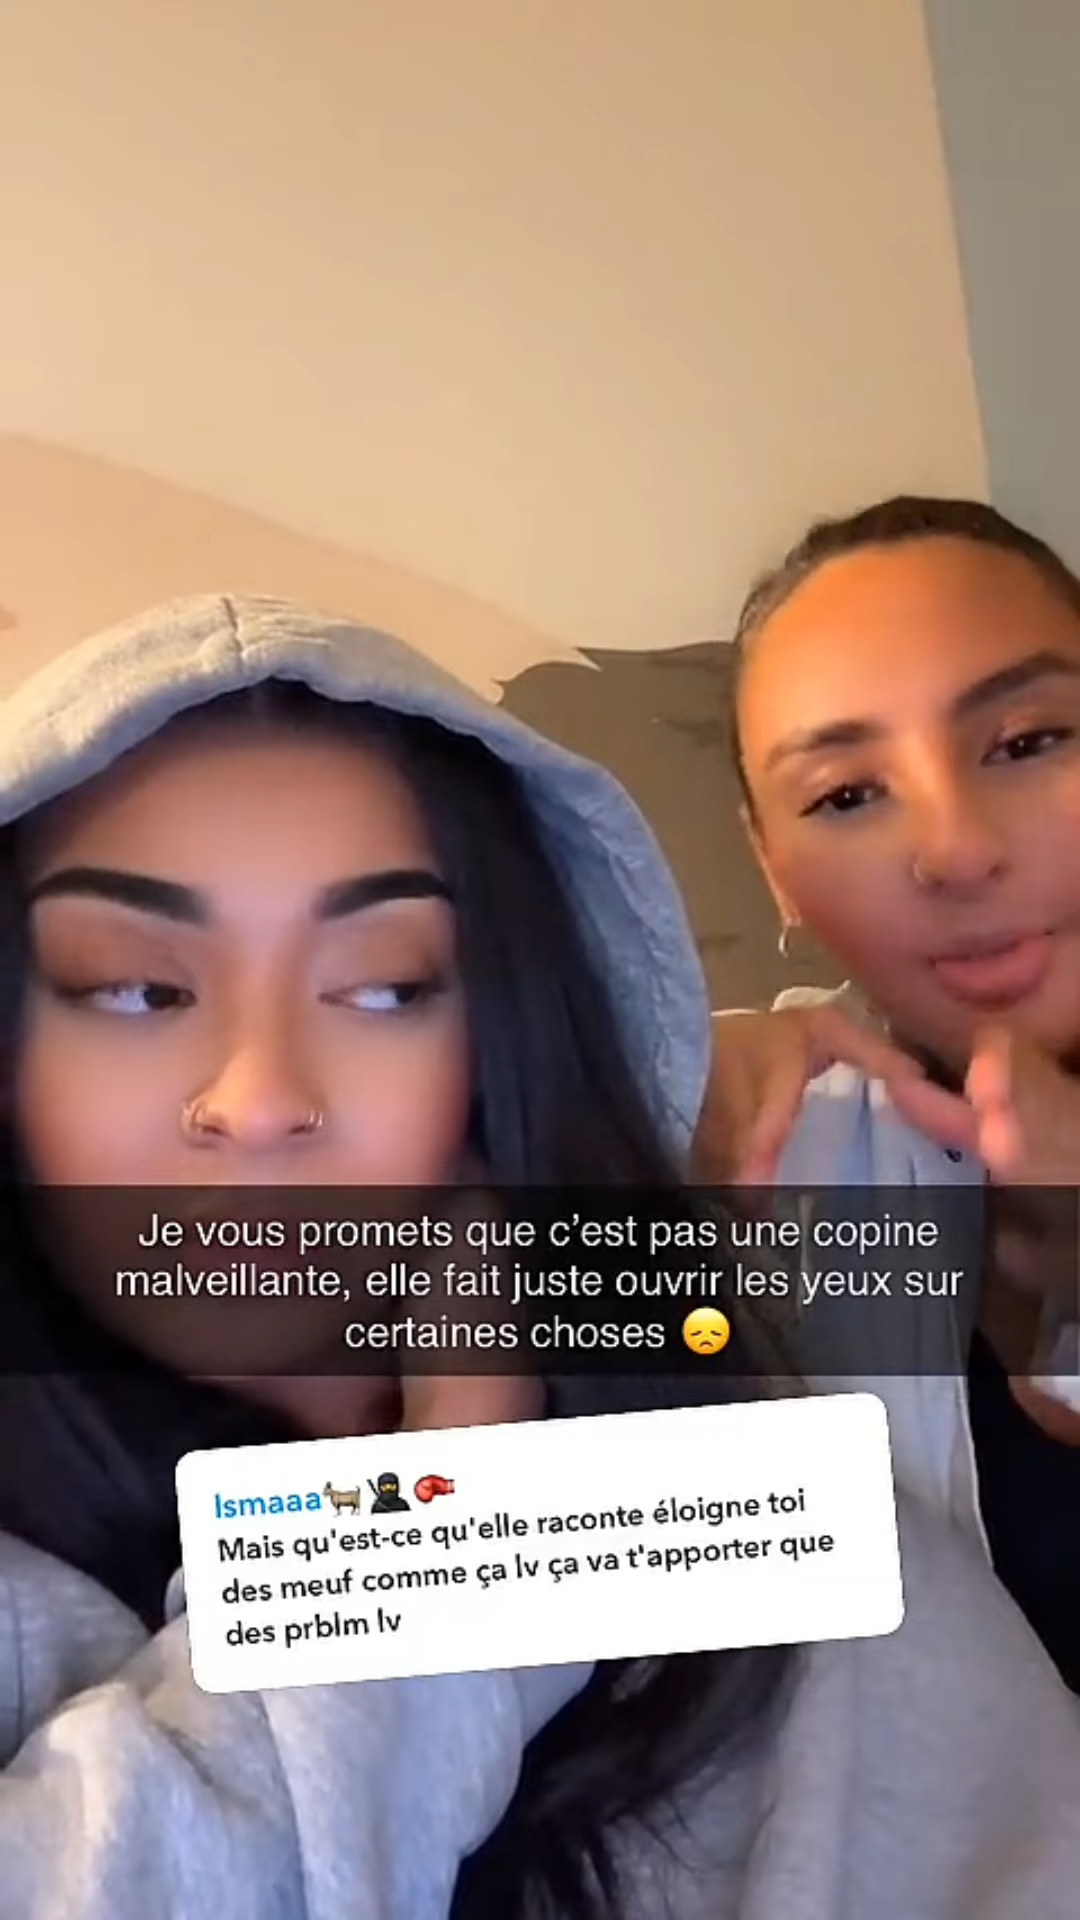 Je vous promets que c’est pas une copine
malveillante, elle fait juste ouvrir les yeux sur
certaines choses 😞
Ismaaa🐐🥷🥊
Mais qu'est-ce qu'elle raconte éloigne toi
des meuf comme ça lv ça va t'apporter que
des prblm lv